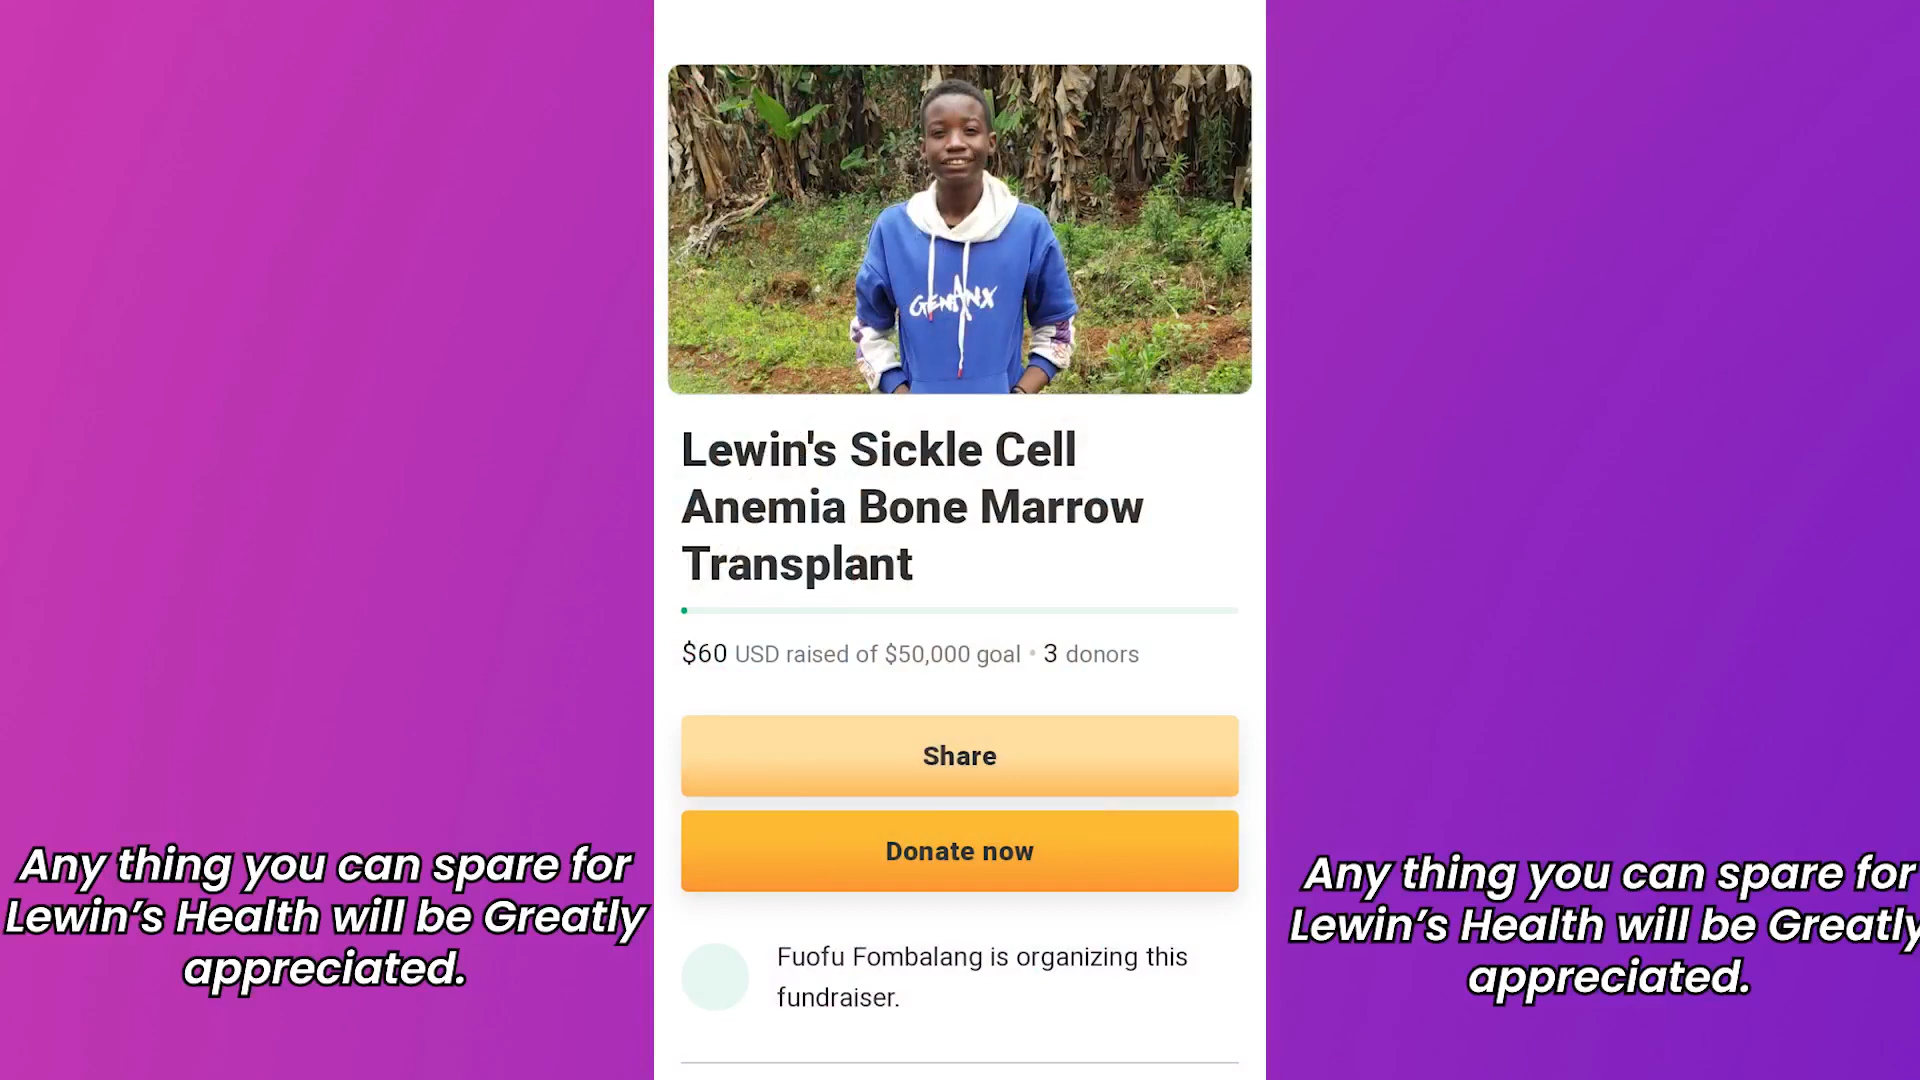 GENANX
Lewin's Sickle Cell
Anemia Bone Marrow
Transplant
$60 USD raised of $50,000 goal • 3 donors
Share
Donate now
Fuofu Fombalang is organizing this
fundraiser.
Any thing you can spare for
Lewin’s Health will be Greatly
appreciated.
Any thing you can spare for
Lewin’s Health will be Greatly
appreciated.